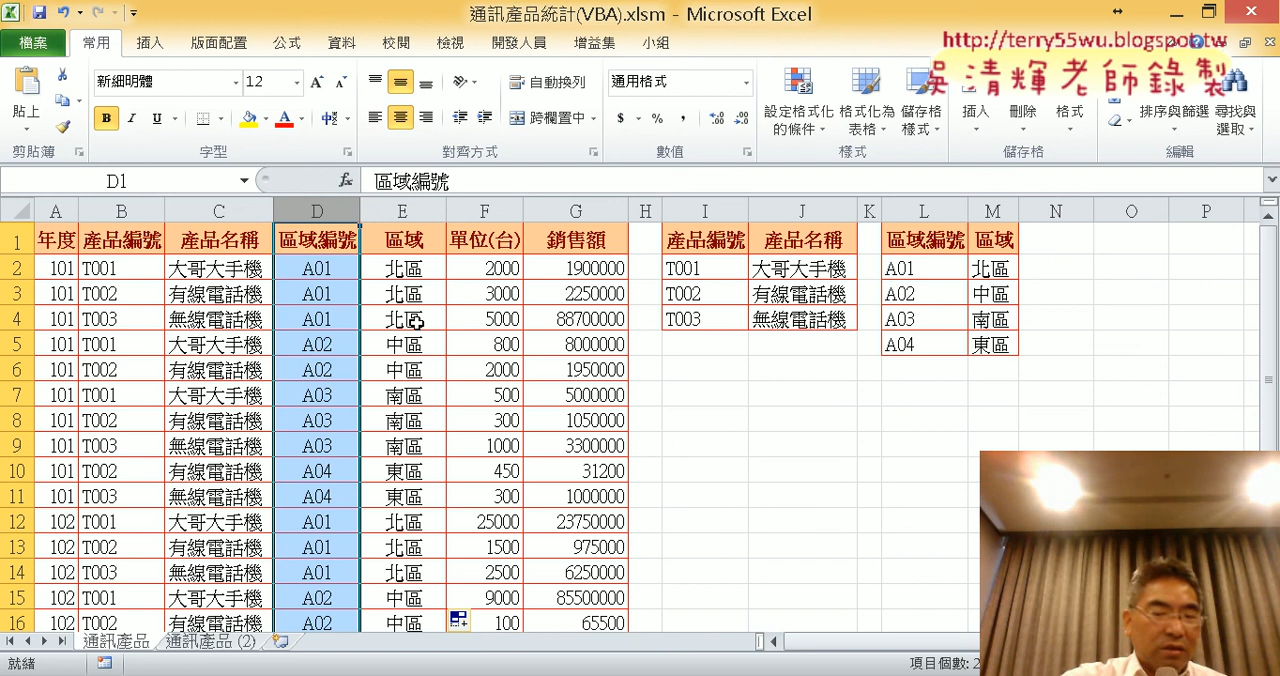 通訊產品統計(VBA).xlsm - Microsoft Excel
http://terry55wu.blogspot.tw
吳清輝老師錄製
檔案 常用 插入 版面配置 公式 資料 校閱 檢視 開發人員 增益集 小組
新細明體 12 自動換列 通用格式
貼上 B I U 跨欄置中 $ % , 設定格式化的條件 格式化為表格 儲存格樣式 插入 刪除 格式 排序與篩選 尋找與選取
剪貼簿 字型 對齊方式 數值 樣式 儲存格 編輯
D1 fx 區域編號
A B C D E F G H I J K L M N O P
1 年度 產品編號 產品名稱 區域編號 區域 單位(台) 銷售額 產品編號 產品名稱 區域編號 區域
2 101 T001 大哥大手機 A01 北區 2000 1900000 T001 大哥大手機 A01 北區
3 101 T002 有線電話機 A01 北區 3000 2250000 T002 有線電話機 A02 中區
4 101 T003 無線電話機 A01 北區 5000 88700000 T003 無線電話機 A03 南區
5 101 T001 大哥大手機 A02 中區 800 8000000 A04 東區
6 101 T002 有線電話機 A02 中區 2000 1950000
7 101 T001 大哥大手機 A03 南區 500 5000000
8 101 T002 有線電話機 A03 南區 300 1050000
9 101 T003 無線電話機 A03 南區 1000 3300000
10 101 T002 有線電話機 A04 東區 450 31200
11 101 T003 無線電話機 A04 東區 300 1000000
12 102 T001 大哥大手機 A01 北區 25000 23750000
13 102 T002 有線電話機 A01 北區 1500 975000
14 102 T003 無線電話機 A01 北區 2500 6250000
15 102 T001 大哥大手機 A02 中區 9000 85500000
16 102 T002 有線電話機 A02 中區 100 65500
通訊產品 通訊產品 (2)
就緒 項目個數: 2